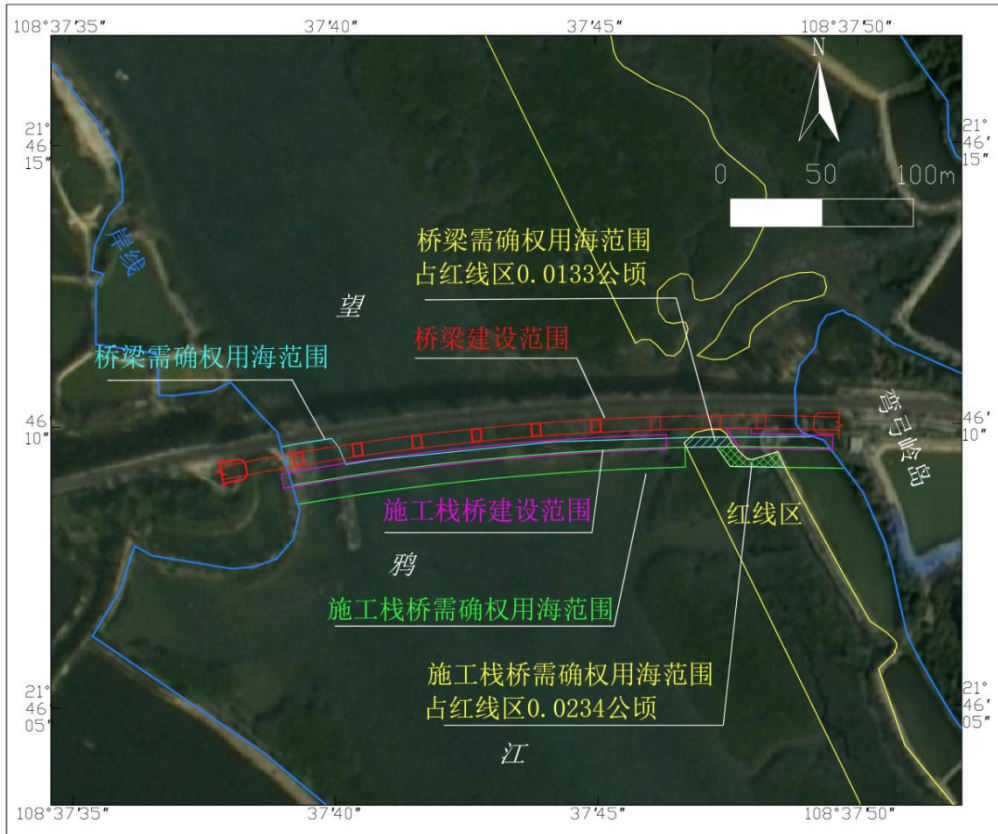 108°37'35"
37'40"
37'45"
108°37'50"
N
21°
46'
15"
21°
46'
15"
0
50
100m
岸线
桥梁需确权用海范围
占红线区0.0133公顷
望
桥梁建设范围
桥梁需确权用海范围
46'
10"
46'
10"
弯弓岭岛
施工栈桥建设范围
红线区
鸦
施工栈桥需确权用海范围
施工栈桥需确权用海范围
占红线区0.0234公顷
21°
46'
05"
21°
46'
05"
江
108°37'35"
37'40"
37'45"
108°37'50"